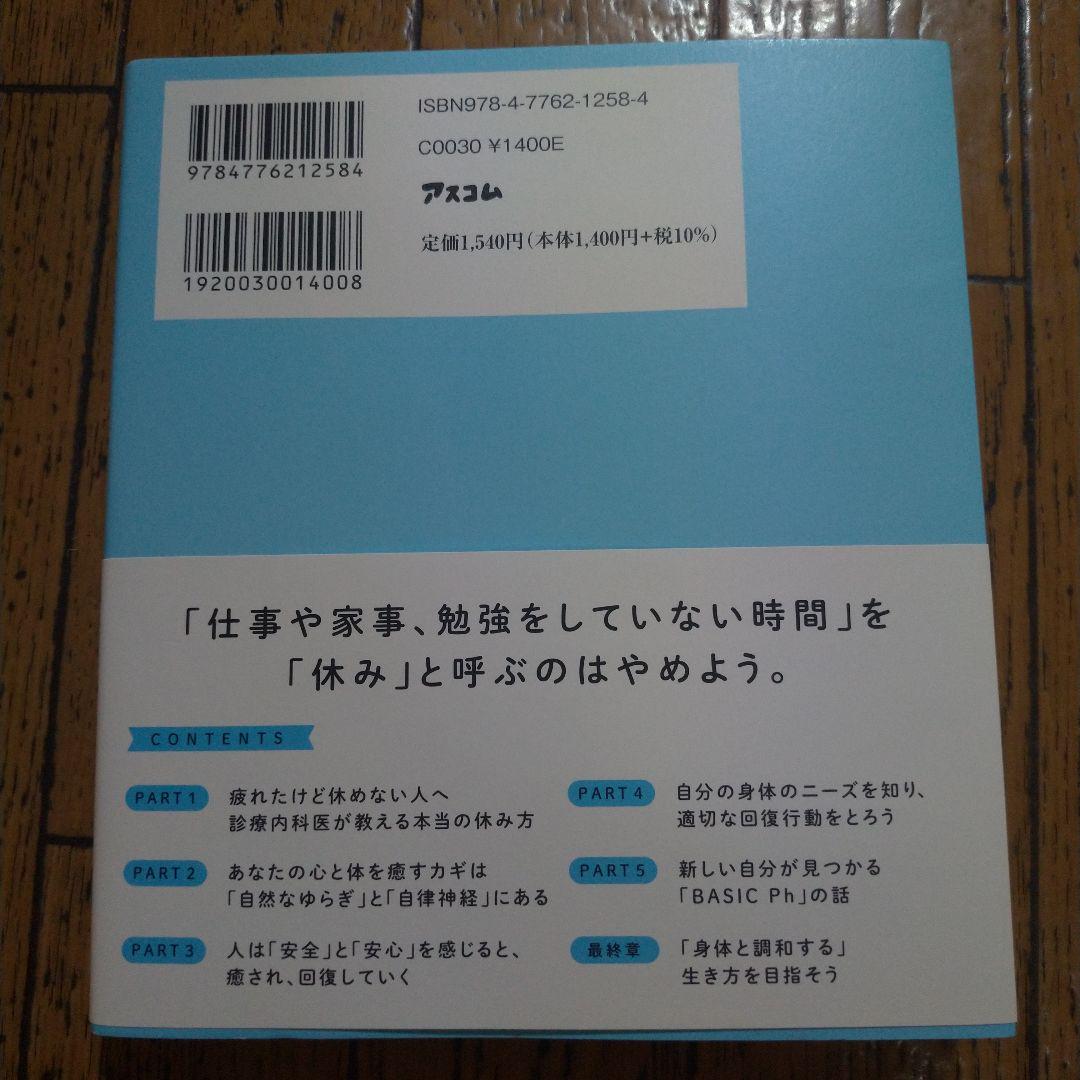 ISBN978-4-7762-1258-4
9784776212584
C0030 ¥1400E
アスコム
1920030014008
定価1,540円(本体1,400円+税10%)
「仕事や家事、勉強をしていない時間」を
「休み」と呼ぶのはやめよう。
CONTENTS
PART 1
疲れたけど休めない人へ
診療内科医が教える本当の休み方
PART 2
あなたの心と体を癒すカギは
「自然なゆらぎ」と「自律神経」にある
PART 3
人は「安全」と「安心」を感じると、
癒され、回復していく
PART 4
自分の身体のニーズを知り、
適切な回復行動をとろう
PART 5
新しい自分が見つかる
「BASIC Ph」の話
最終章
「身体と調和する」
生き方を目指そう